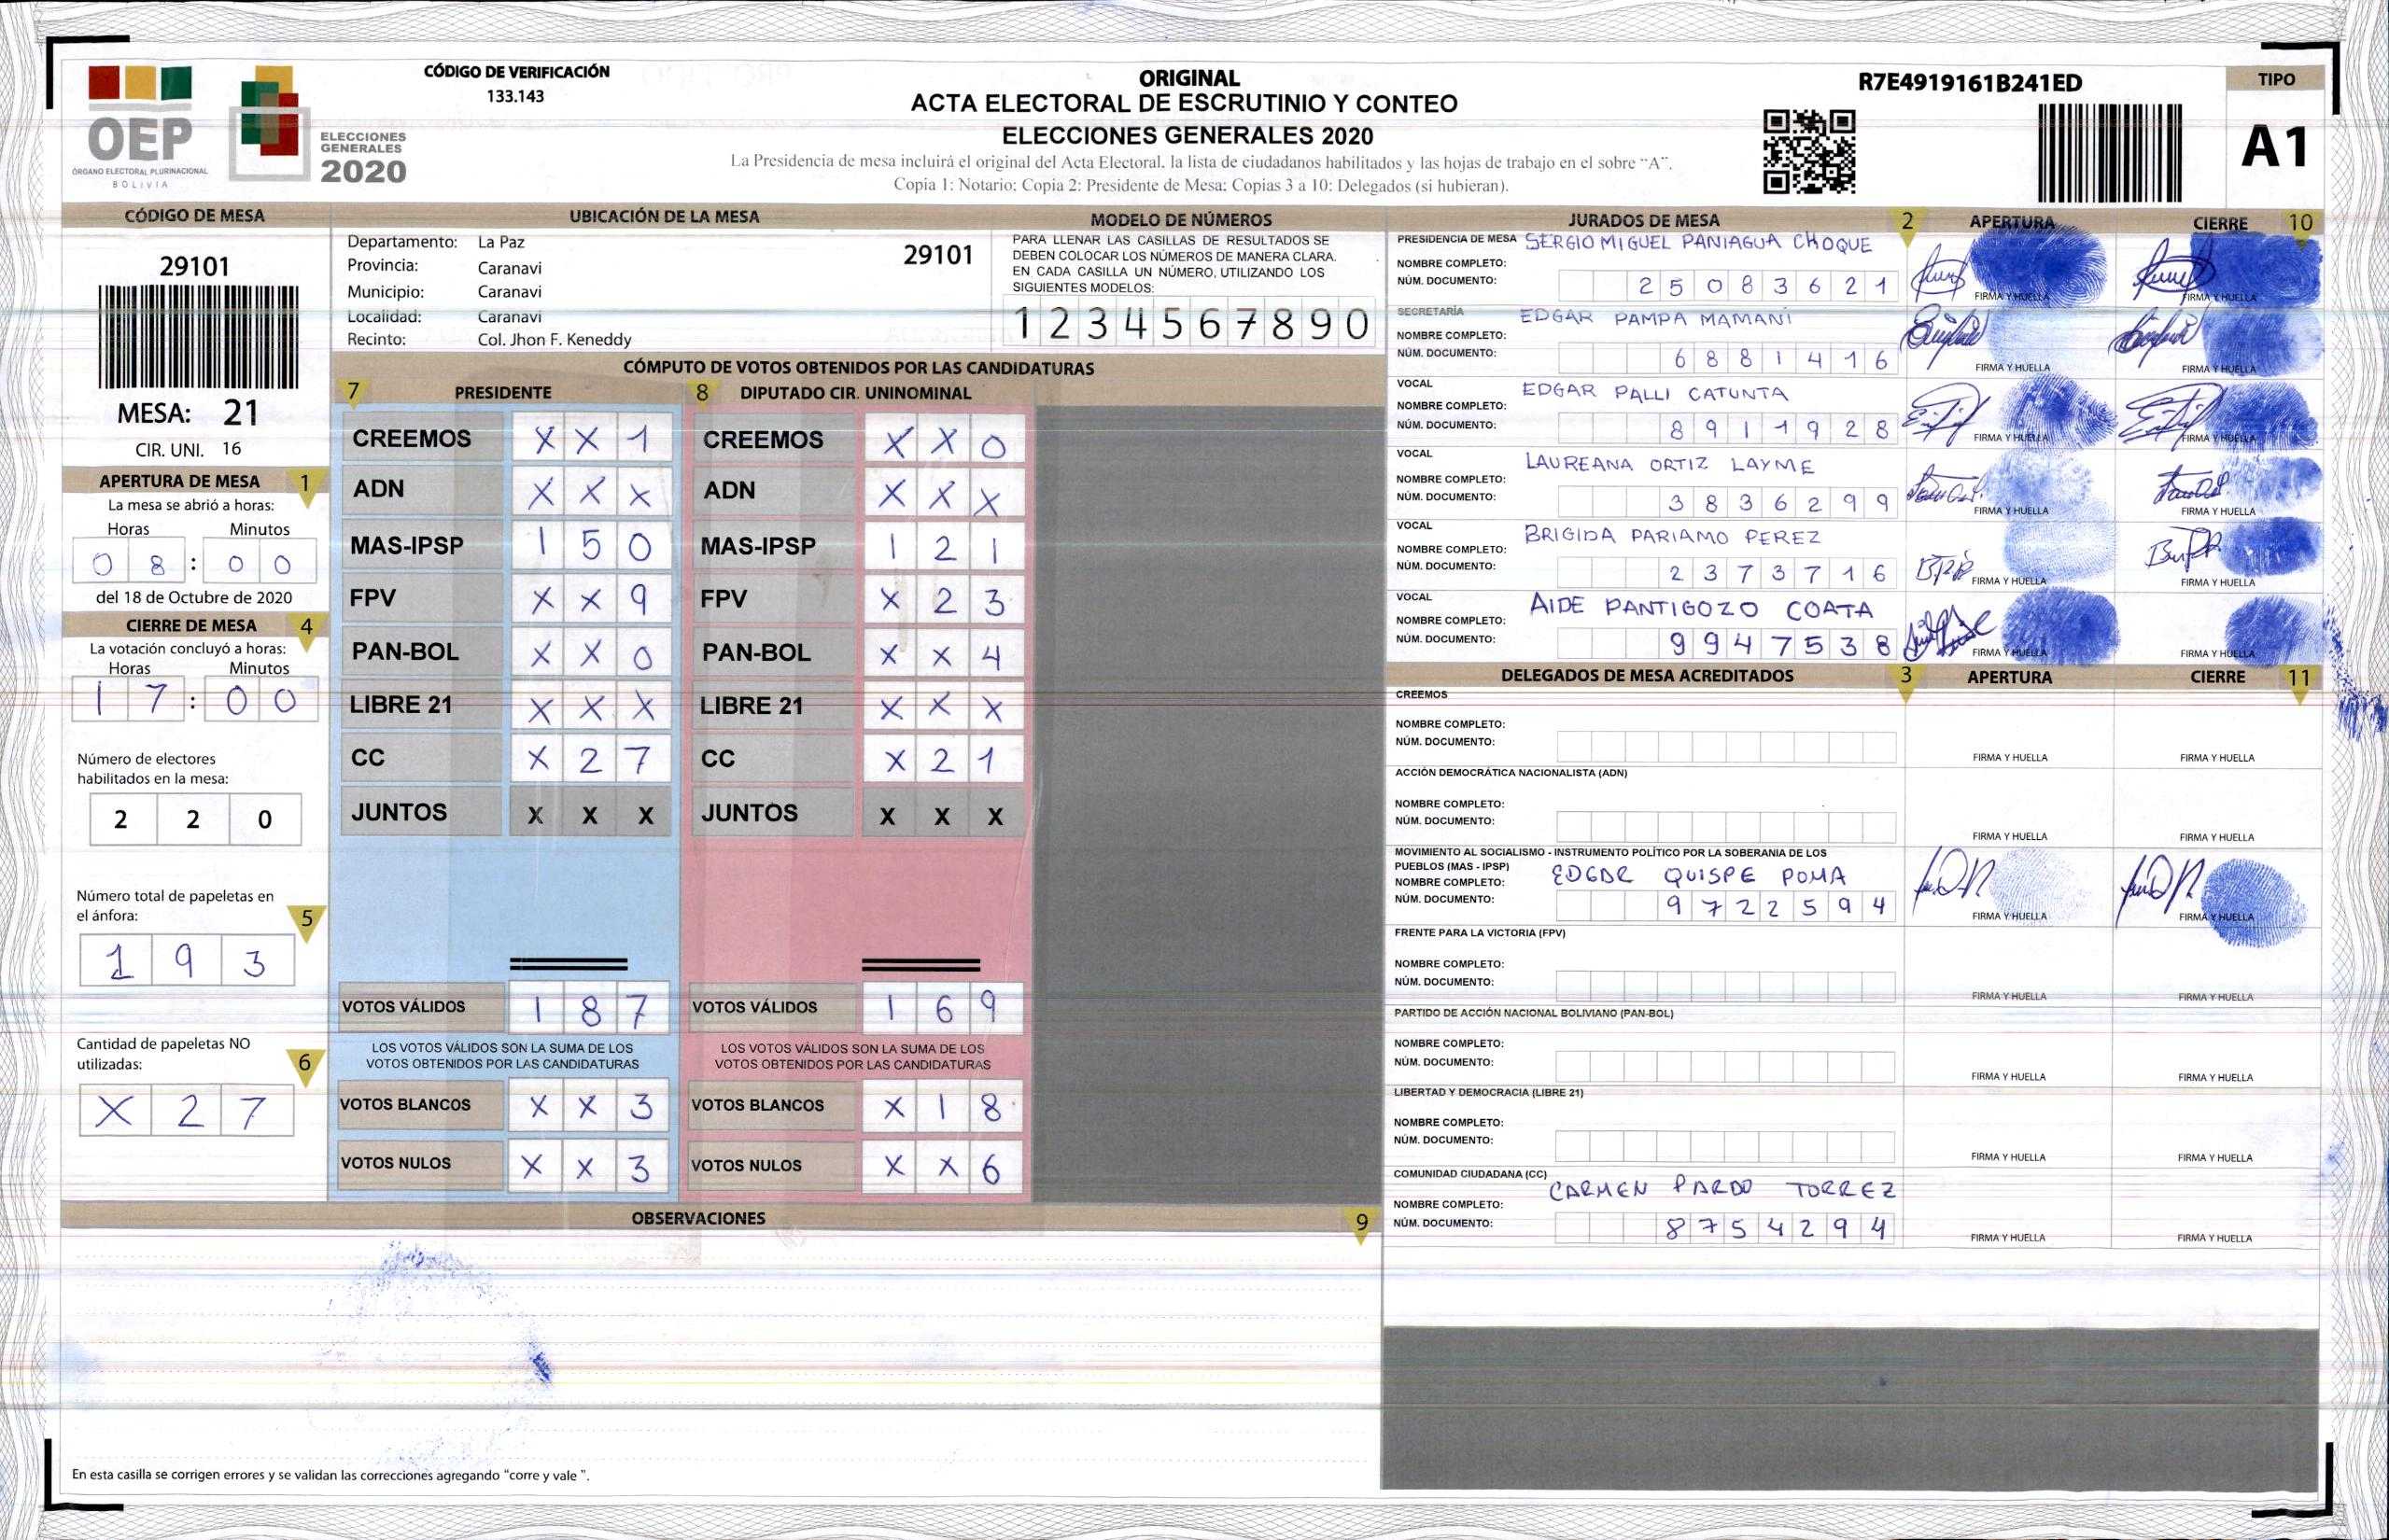 CÓDIGO DE VERIFICACIÓN
133.143
OEP
ÓRGANO ELECTORAL PLURINACIONAL
BOLIVIA
ELECCIONES
GENERALES
2020
ORIGINAL
ACTA ELECTORAL DE ESCRUTINIO Y CONTEO
ELECCIONES GENERALES 2020
La Presidencia de mesa incluirá el original del Acta Electoral, la lista de ciudadanos habilitados y las hojas de trabajo en el sobre “A”.
Copia 1: Notario; Copia 2: Presidente de Mesa; Copias 3 a 10: Delegados (si hubieran).
R7E4919161B241ED
TIPO
A1
CÓDIGO DE MESA
29101
MESA: 21
CIR. UNI. 16
APERTURA DE MESA 1
La mesa se abrió a horas:
Horas Minutos
0 8 : 0 0
del 18 de Octubre de 2020
CIERRE DE MESA 4
La votación concluyó a horas:
Horas Minutos
1 7 : 0 0
Número de electores
habilitados en la mesa:
2 2 0
Número total de papeletas en
el ánfora: 5
1 9 3
Cantidad de papeletas NO
utilizadas: 6
X 2 7
UBICACIÓN DE LA MESA
Departamento: La Paz 29101
Provincia: Caranavi
Municipio: Caranavi
Localidad: Caranavi
Recinto: Col. Jhon F. Keneddy
MODELO DE NÚMEROS
PARA LLENAR LAS CASILLAS DE RESULTADOS SE
DEBEN COLOCAR LOS NÚMEROS DE MANERA CLARA.
EN CADA CASILLA UN NÚMERO, UTILIZANDO LOS
SIGUIENTES MODELOS:
1 2 3 4 5 6 7 8 9 0
CÓMPUTO DE VOTOS OBTENIDOS POR LAS CANDIDATURAS
7 PRESIDENTE 8 DIPUTADO CIR. UNINOMINAL
CREEMOS X X 1 CREEMOS X X 0
ADN X X X ADN X X X
MAS-IPSP 1 5 0 MAS-IPSP 1 2 1
FPV X X 9 FPV X 2 3
PAN-BOL X X 0 PAN-BOL X X 4
LIBRE 21 X X X LIBRE 21 X X X
CC X 2 7 CC X 2 1
JUNTOS X X X JUNTOS X X X
VOTOS VÁLIDOS 1 8 7 VOTOS VÁLIDOS 1 6 9
LOS VOTOS VÁLIDOS SON LA SUMA DE LOS LOS VOTOS VÁLIDOS SON LA SUMA DE LOS
VOTOS OBTENIDOS POR LAS CANDIDATURAS VOTOS OBTENIDOS POR LAS CANDIDATURAS
VOTOS BLANCOS X X 3 VOTOS BLANCOS X 1 8
VOTOS NULOS X X 3 VOTOS NULOS X X 6
OBSERVACIONES 9
En esta casilla se corrigen errores y se validan las correcciones agregando “corre y vale ”.
JURADOS DE MESA 2 APERTURA CIERRE 10
PRESIDENCIA DE MESA SERGIO MIGUEL PANIAGUA CHOQUE
NOMBRE COMPLETO:
NÚM. DOCUMENTO: 2 5 0 8 3 6 2 1
FIRMA Y HUELLA FIRMA Y HUELLA
SECRETARÍA EDGAR PAMPA MAMANI
NOMBRE COMPLETO:
NÚM. DOCUMENTO: 6 8 8 1 4 1 6
FIRMA Y HUELLA FIRMA Y HUELLA
VOCAL EDGAR PALLI CATUNTA
NOMBRE COMPLETO:
NÚM. DOCUMENTO: 8 9 1 1 9 2 8
FIRMA Y HUELLA FIRMA Y HUELLA
VOCAL LAUREANA ORTIZ LAYME
NOMBRE COMPLETO:
NÚM. DOCUMENTO: 3 8 3 6 2 9 9
FIRMA Y HUELLA FIRMA Y HUELLA
VOCAL BRIGIDA PARIAMO PEREZ
NOMBRE COMPLETO:
NÚM. DOCUMENTO: 2 3 7 3 7 1 6
FIRMA Y HUELLA FIRMA Y HUELLA
VOCAL AIDE PANTIGOZO COATA
NOMBRE COMPLETO:
NÚM. DOCUMENTO: 9 9 4 7 5 3 8
FIRMA Y HUELLA FIRMA Y HUELLA
DELEGADOS DE MESA ACREDITADOS 3 APERTURA CIERRE 11
CREEMOS
NOMBRE COMPLETO:
NÚM. DOCUMENTO:
FIRMA Y HUELLA FIRMA Y HUELLA
ACCIÓN DEMOCRÁTICA NACIONALISTA (ADN)
NOMBRE COMPLETO:
NÚM. DOCUMENTO:
FIRMA Y HUELLA FIRMA Y HUELLA
MOVIMIENTO AL SOCIALISMO - INSTRUMENTO POLÍTICO POR LA SOBERANIA DE LOS
PUEBLOS (MAS - IPSP)
NOMBRE COMPLETO: EDGAR QUISPE POMA
NÚM. DOCUMENTO: 9 7 2 2 5 9 4
FIRMA Y HUELLA FIRMA Y HUELLA
FRENTE PARA LA VICTORIA (FPV)
NOMBRE COMPLETO:
NÚM. DOCUMENTO:
FIRMA Y HUELLA FIRMA Y HUELLA
PARTIDO DE ACCIÓN NACIONAL BOLIVIANO (PAN-BOL)
NOMBRE COMPLETO:
NÚM. DOCUMENTO:
FIRMA Y HUELLA FIRMA Y HUELLA
LIBERTAD Y DEMOCRACIA (LIBRE 21)
NOMBRE COMPLETO:
NÚM. DOCUMENTO:
FIRMA Y HUELLA FIRMA Y HUELLA
COMUNIDAD CIUDADANA (CC) CARMEN PARDO TORREZ
NOMBRE COMPLETO:
NÚM. DOCUMENTO: 8 7 5 4 2 9 4
FIRMA Y HUELLA FIRMA Y HUELLA